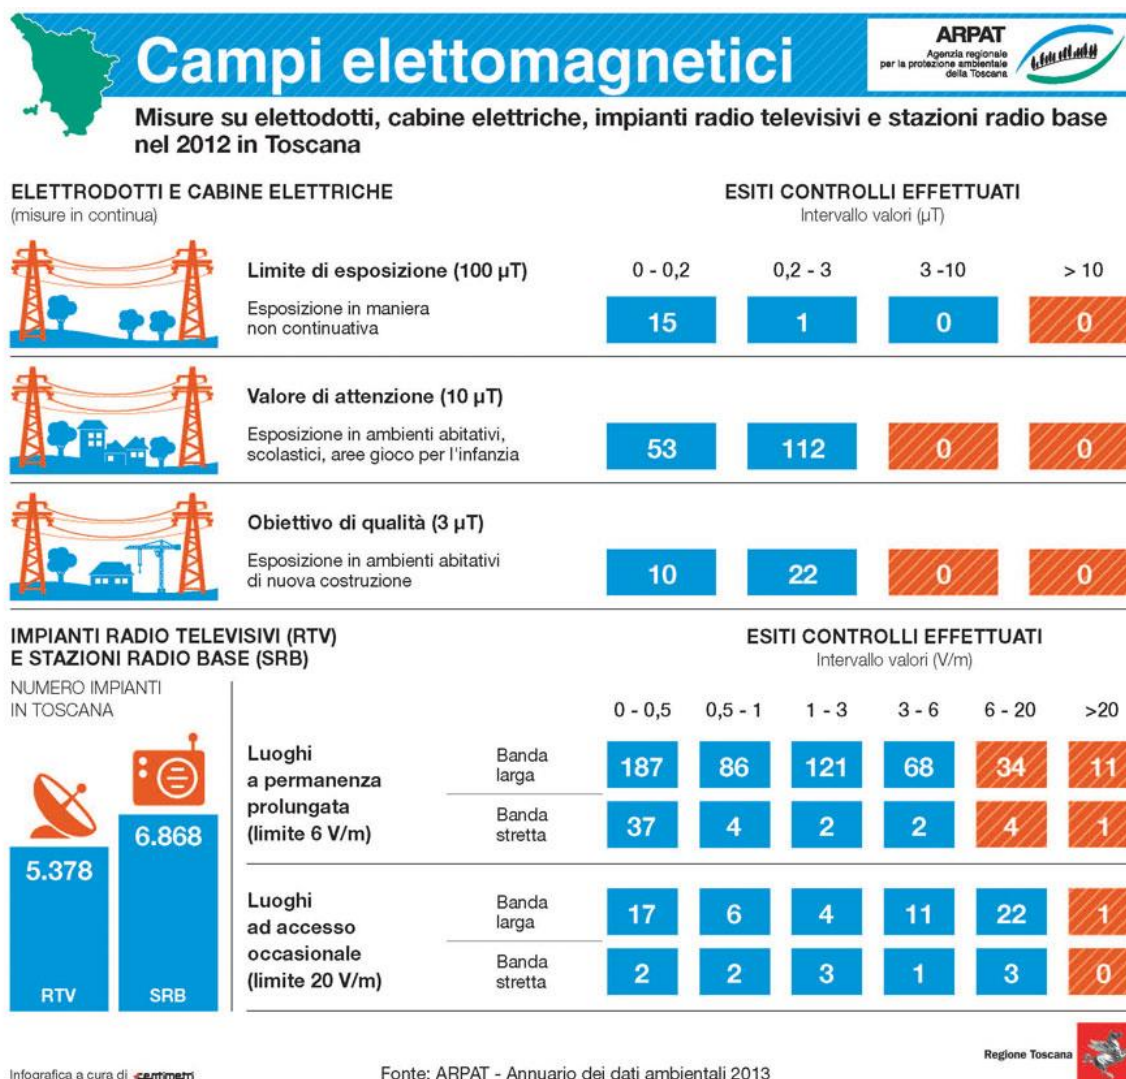 Campi elettomagnetici
ARPAT
Agenzia regionale
per la protezione ambientale
della Toscana
Misure su elettodotti, cabine elettriche, impianti radio televisivi e stazioni radio base
nel 2012 in Toscana
ELETTRODOTTI E CABINE ELETTRICHE
(misure in continua)
ESITI CONTROLLI EFFETTUATI
Intervallo valori (µT)
Limite di esposizione (100 µT)
0 - 0,2 0,2 - 3 3 -10 > 10
Esposizione in maniera
non continuativa
15 1 0 0
Valore di attenzione (10 µT)
Esposizione in ambienti abitativi,
scolastici, aree gioco per l'infanzia
53 112 0 0
Obiettivo di qualità (3 µT)
Esposizione in ambienti abitativi
di nuova costruzione
10 22 0 0
IMPIANTI RADIO TELEVISIVI (RTV)
E STAZIONI RADIO BASE (SRB)
ESITI CONTROLLI EFFETTUATI
Intervallo valori (V/m)
NUMERO IMPIANTI
IN TOSCANA
5.378
RTV
6.868
SRB
0 - 0,5 0,5 - 1 1 - 3 3 - 6 6 - 20 >20
Luoghi
a permanenza
prolungata
(limite 6 V/m)
Banda
larga
187 86 121 68 34 11
Banda
stretta
37 4 2 2 4 1
Luoghi
ad accesso
occasionale
(limite 20 V/m)
Banda
larga
17 6 4 11 22 1
Banda
stretta
2 2 3 1 3 0
Regione Toscana
Infografica a cura di centimetri
Fonte: ARPAT - Annuario dei dati ambientali 2013